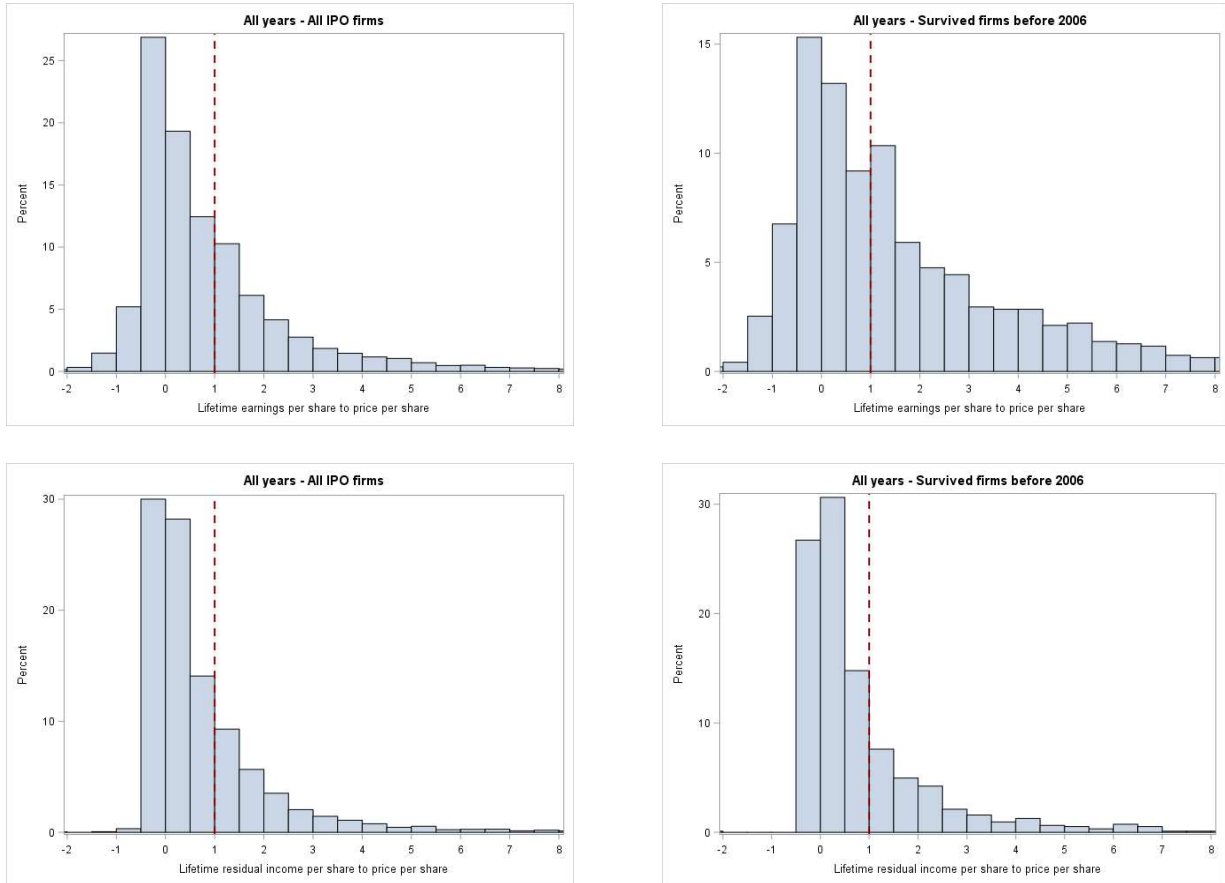 All years - All IPO firms
25
20
15
10
5
0
Percent
-2 -1 0 1 2 3 4 5 6 7 8
Lifetime earnings per share to price per share
All years - Survived firms before 2006
15
10
5
0
Percent
-2 -1 0 1 2 3 4 5 6 7 8
Lifetime earnings per share to price per share
All years - All IPO firms
30
20
10
0
Percent
-2 -1 0 1 2 3 4 5 6 7 8
Lifetime residual income per share to price per share
All years - Survived firms before 2006
30
20
10
0
Percent
-2 -1 0 1 2 3 4 5 6 7 8
Lifetime residual income per share to price per share